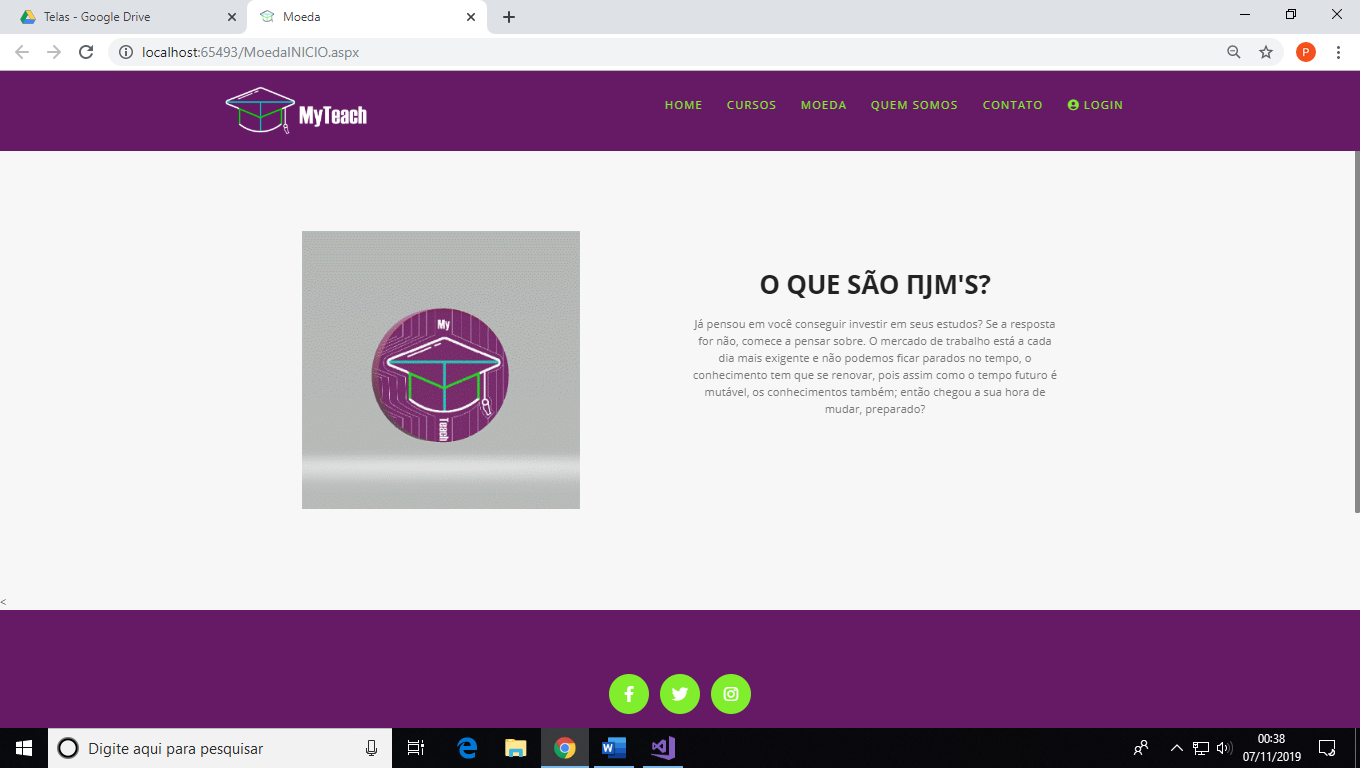 Telas - Google Drive
Moeda
localhost:65493/MoedaINICIO.aspx
P
MyTeach
HOME
CURSOS
MOEDA
QUEM SOMOS
CONTATO
LOGIN
My
Teach
O QUE SÃO ПJM'S?
Já pensou em você conseguir investir em seus estudos? Se a resposta
for não, comece a pensar sobre. O mercado de trabalho está a cada
dia mais exigente e não podemos ficar parados no tempo, o
conhecimento tem que se renovar, pois assim como o tempo futuro é
mutável, os conhecimentos também; então chegou a sua hora de
mudar, preparado?
<
Digite aqui para pesquisar
00:38
07/11/2019